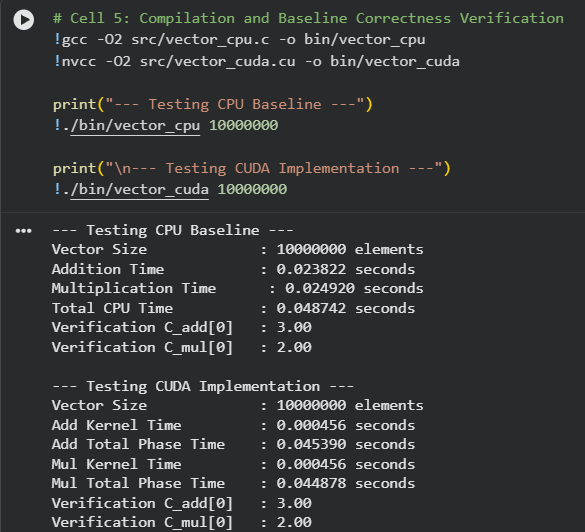 # Cell 5: Compilation and Baseline Correctness Verification
!gcc -O2 src/vector_cpu.c -o bin/vector_cpu
!nvcc -O2 src/vector_cuda.cu -o bin/vector_cuda
print("--- Testing CPU Baseline ---")
!./bin/vector_cpu 10000000
print("\n--- Testing CUDA Implementation ---")
!./bin/vector_cuda 10000000
--- Testing CPU Baseline ---
Vector Size : 10000000 elements
Addition Time : 0.023822 seconds
Multiplication Time : 0.024920 seconds
Total CPU Time : 0.048742 seconds
Verification C_add[0] : 3.00
Verification C_mul[0] : 2.00
--- Testing CUDA Implementation ---
Vector Size : 10000000 elements
Add Kernel Time : 0.000456 seconds
Add Total Phase Time : 0.045390 seconds
Mul Kernel Time : 0.000456 seconds
Mul Total Phase Time : 0.044878 seconds
Verification C_add[0] : 3.00
Verification C_mul[0] : 2.00